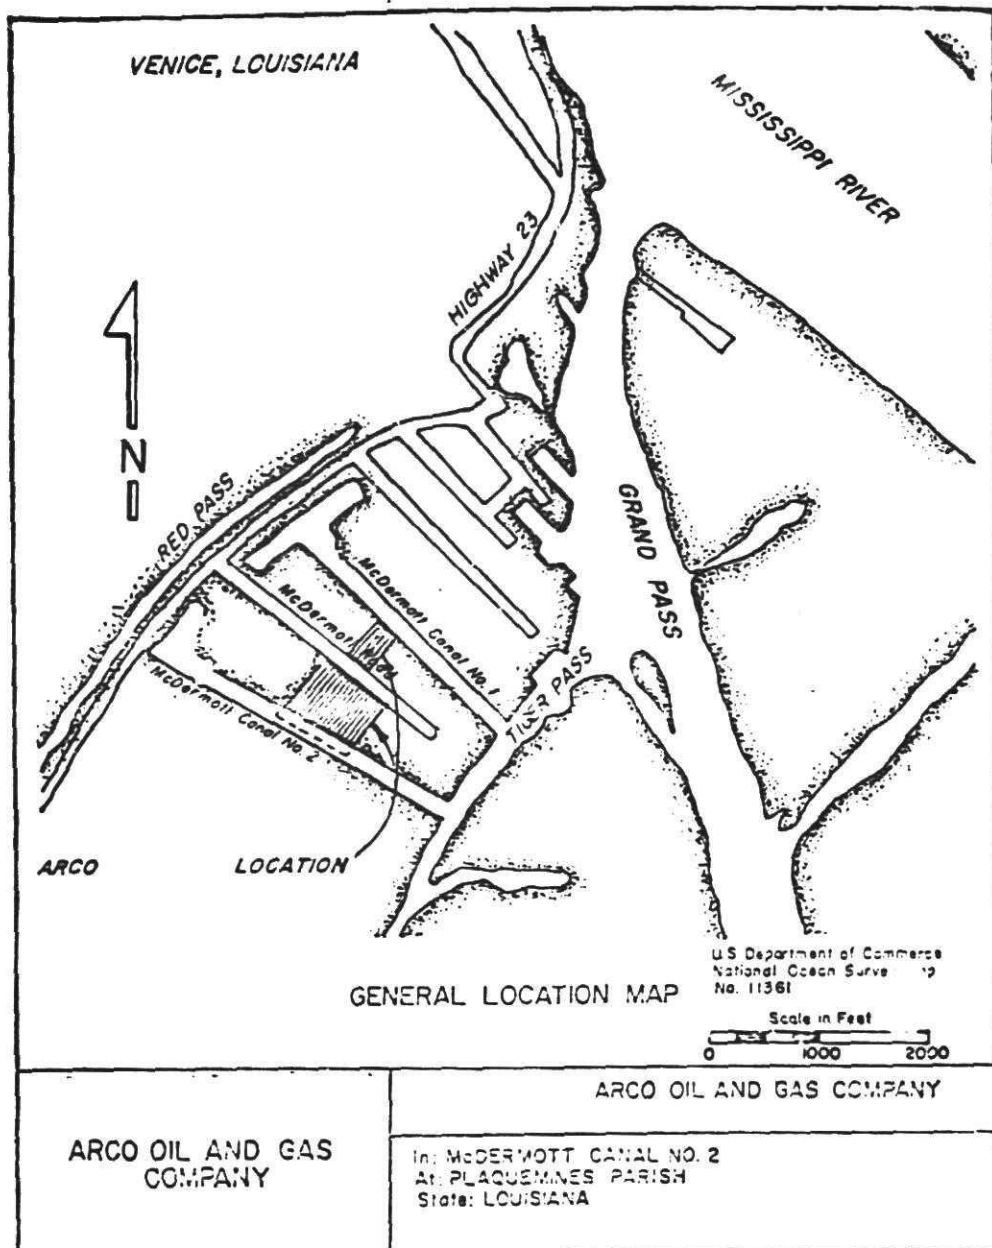 VENICE, LOUISIANA
MISSISSIPPI RIVER
HIGHWAY 23
N
RED PASS
GRAND PASS
McDermott Canal No. 1
McDermott Road
TIGER PASS
McDermott Canal No. 2
ARCO
LOCATION
U.S Department of Commerce
National Ocean Surve
No. 11361
GENERAL LOCATION MAP
Scale in Feet
0 1000 2000
ARCO OIL AND GAS COMPANY
ARCO OIL AND GAS
COMPANY
In: McDERMOTT CANAL NO. 2
At: PLAQUEMINES PARISH
State: LOUISIANA